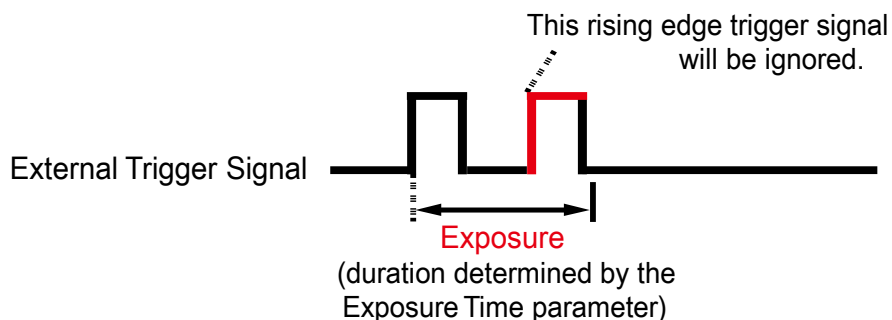 This rising edge trigger signal
will be ignored.
External Trigger Signal
Exposure
(duration determined by the
Exposure Time parameter)